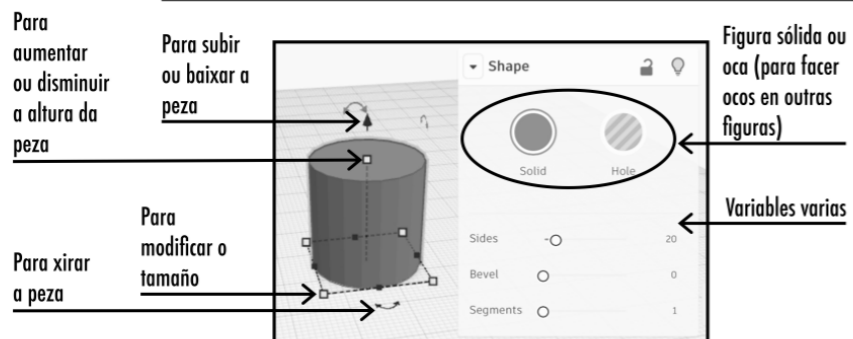 Para
aumentar
ou disminuir
a altura da
peza
Para subir
ou baixar a
peza
Para
modificar o
tamaño
Para xirar
a peza
Shape
Solid
Hole
Sides
20
Bevel
0
Segments
1
Figura sólida ou
oca (para facer
ocos en outras
figuras)
Variables varias